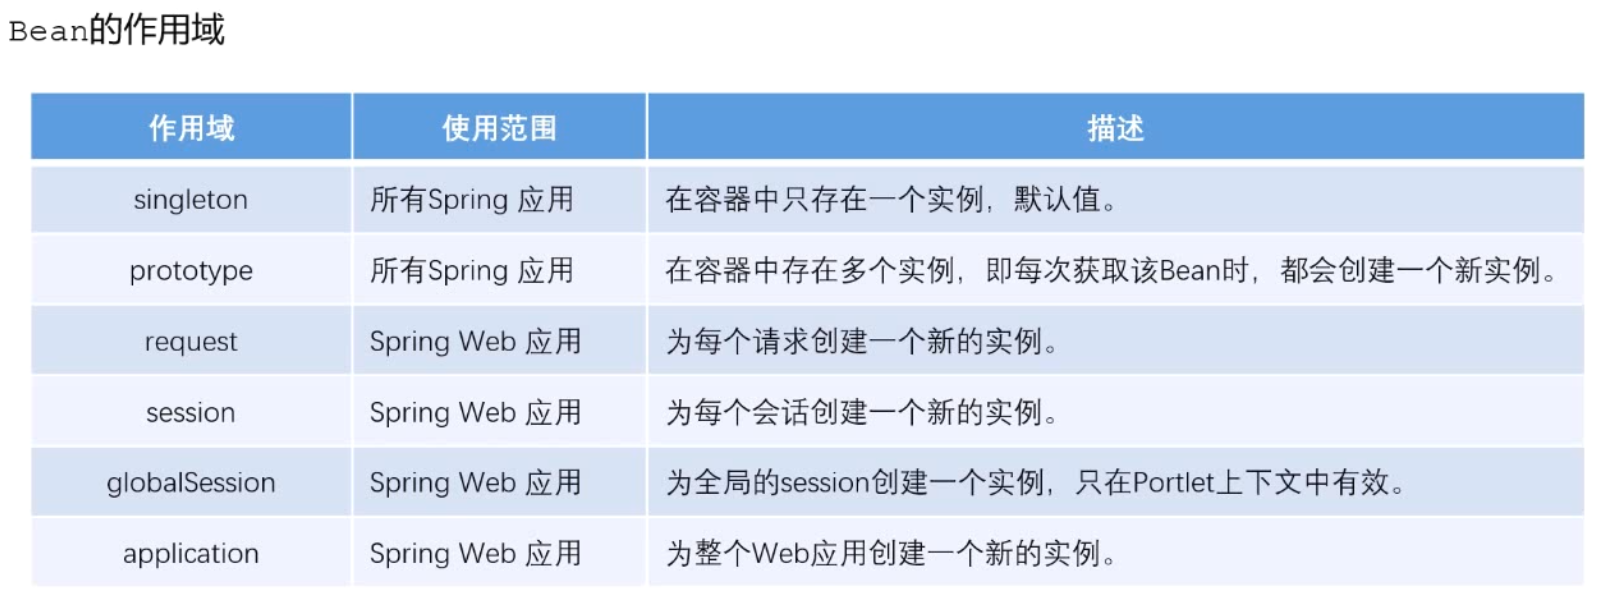 Bean的作用域
作用域 使用范围 描述
singleton 所有Spring 应用 在容器中只存在一个实例，默认值。
prototype 所有Spring 应用 在容器中存在多个实例，即每次获取该Bean时，都会创建一个新实例。
request Spring Web 应用 为每个请求创建一个新的实例。
session Spring Web 应用 为每个会话创建一个新的实例。
globalSession Spring Web 应用 为全局的session创建一个实例，只在Portlet上下文中有效。
application Spring Web 应用 为整个Web应用创建一个新的实例。